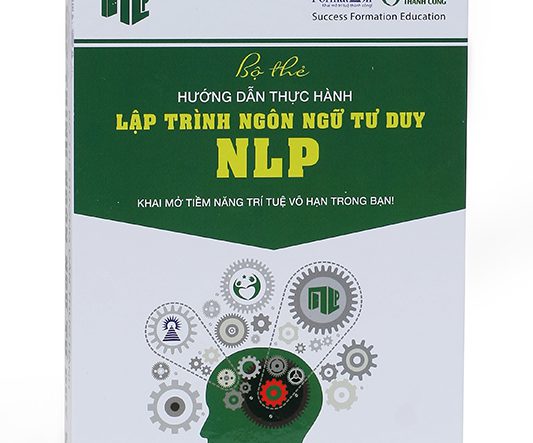 Success Formation Education
Bộ thẻ
HƯỚNG DẪN THỰC HÀNH
LẬP TRÌNH NGÔN NGỮ TƯ DUY
NLP
KHAI MỞ TIỀM NĂNG TRÍ TUỆ VÔ HẠN TRONG BẠN!